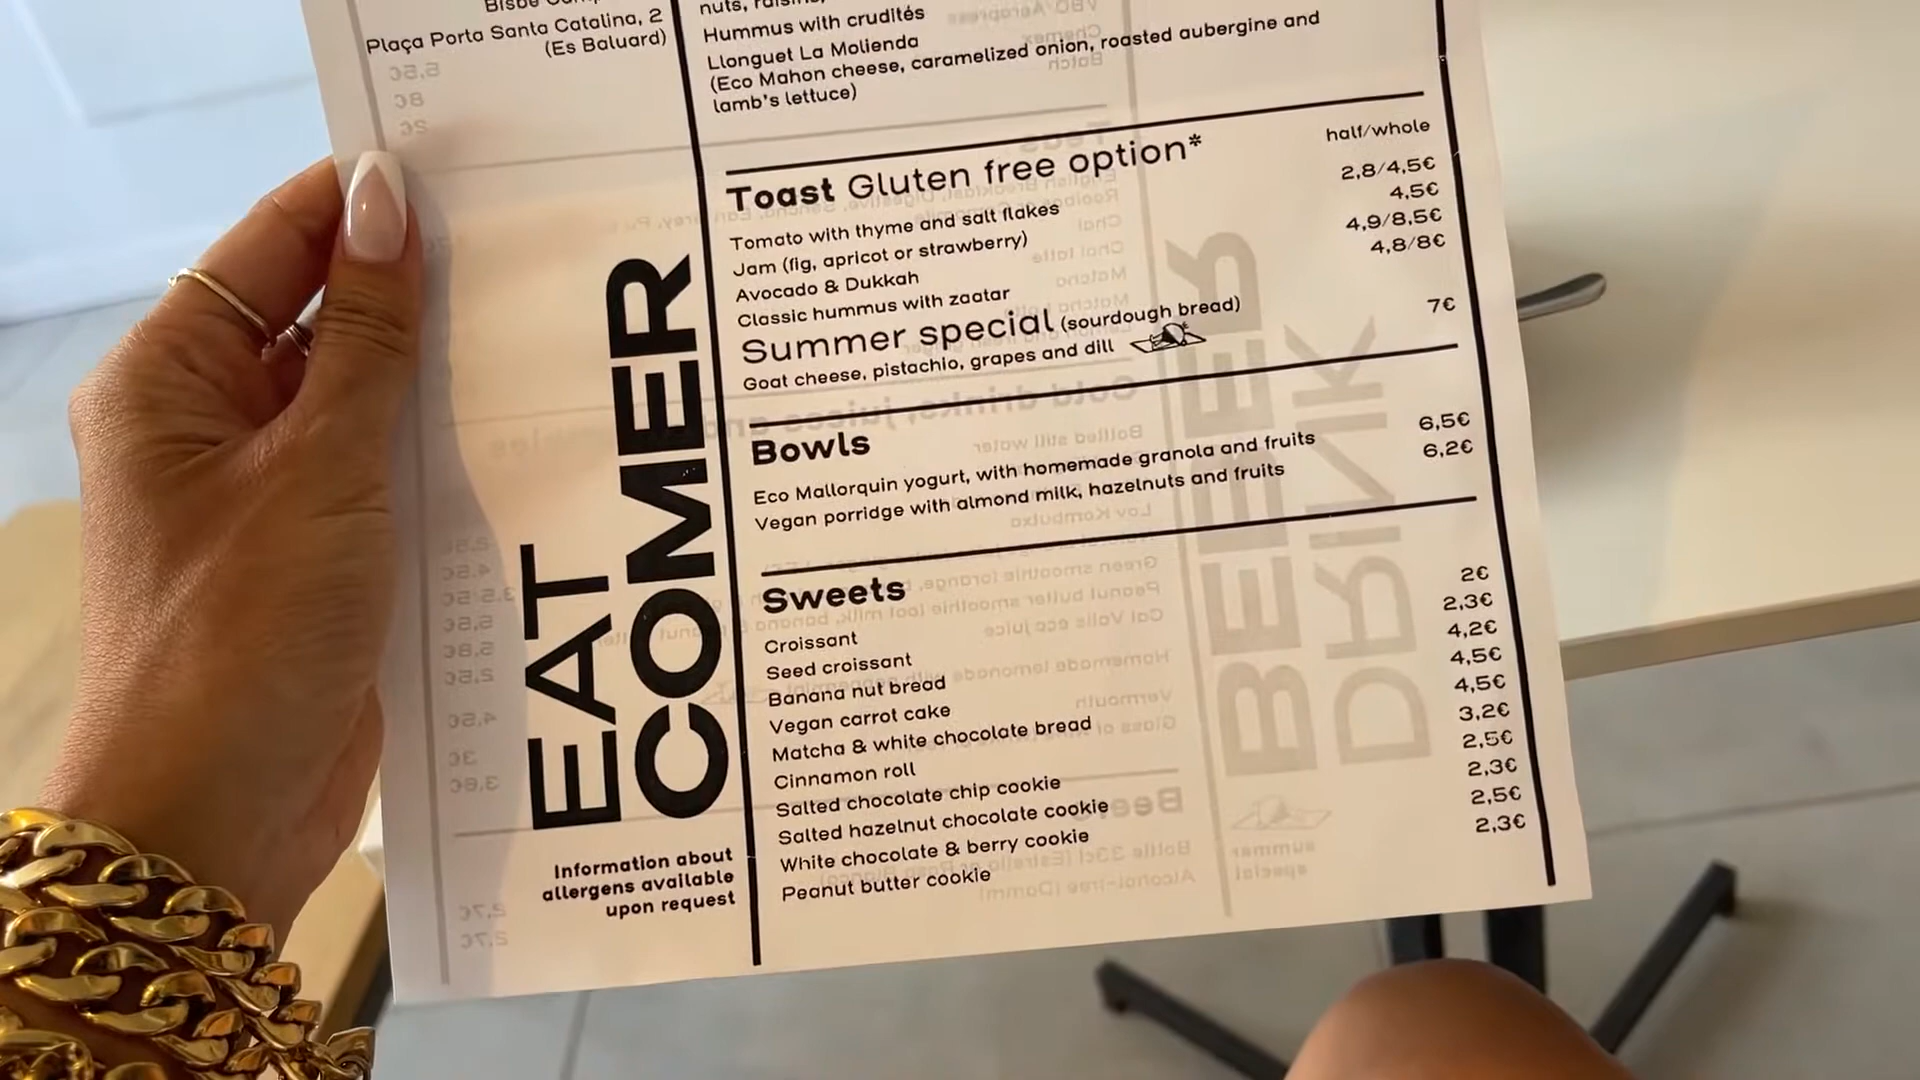 Plaça Porta Santa Catalina, 2
(Es Baluard)
Hummus with crudités
Llonguet La Molienda
(Eco Mahon cheese, caramelized onion, roasted aubergine and
lamb's lettuce)
Toast Gluten free option*
half/whole
Tomato with thyme and salt flakes 2,8/4,5€
Jam (fig, apricot or strawberry) 4,5€
Avocado & Dukkah 4,9/8,5€
Classic hummus with zaatar 4,8/8€
Summer special (sourdough bread)
Goat cheese, pistachio, grapes and dill 7€
Bowls
Eco Mallorquin yogurt, with homemade granola and fruits 6,5€
Vegan porridge with almond milk, hazelnuts and fruits 6,2€
Sweets
Croissant 2€
Seed croissant 2,3€
Banana nut bread 4,2€
Vegan carrot cake 4,5€
Matcha & white chocolate bread 4,5€
Cinnamon roll 3,2€
Salted chocolate chip cookie 2,5€
Salted hazelnut chocolate cookie 2,3€
White chocolate & berry cookie 2,5€
Peanut butter cookie 2,3€
EAT
COMER
Information about
allergens available
upon request